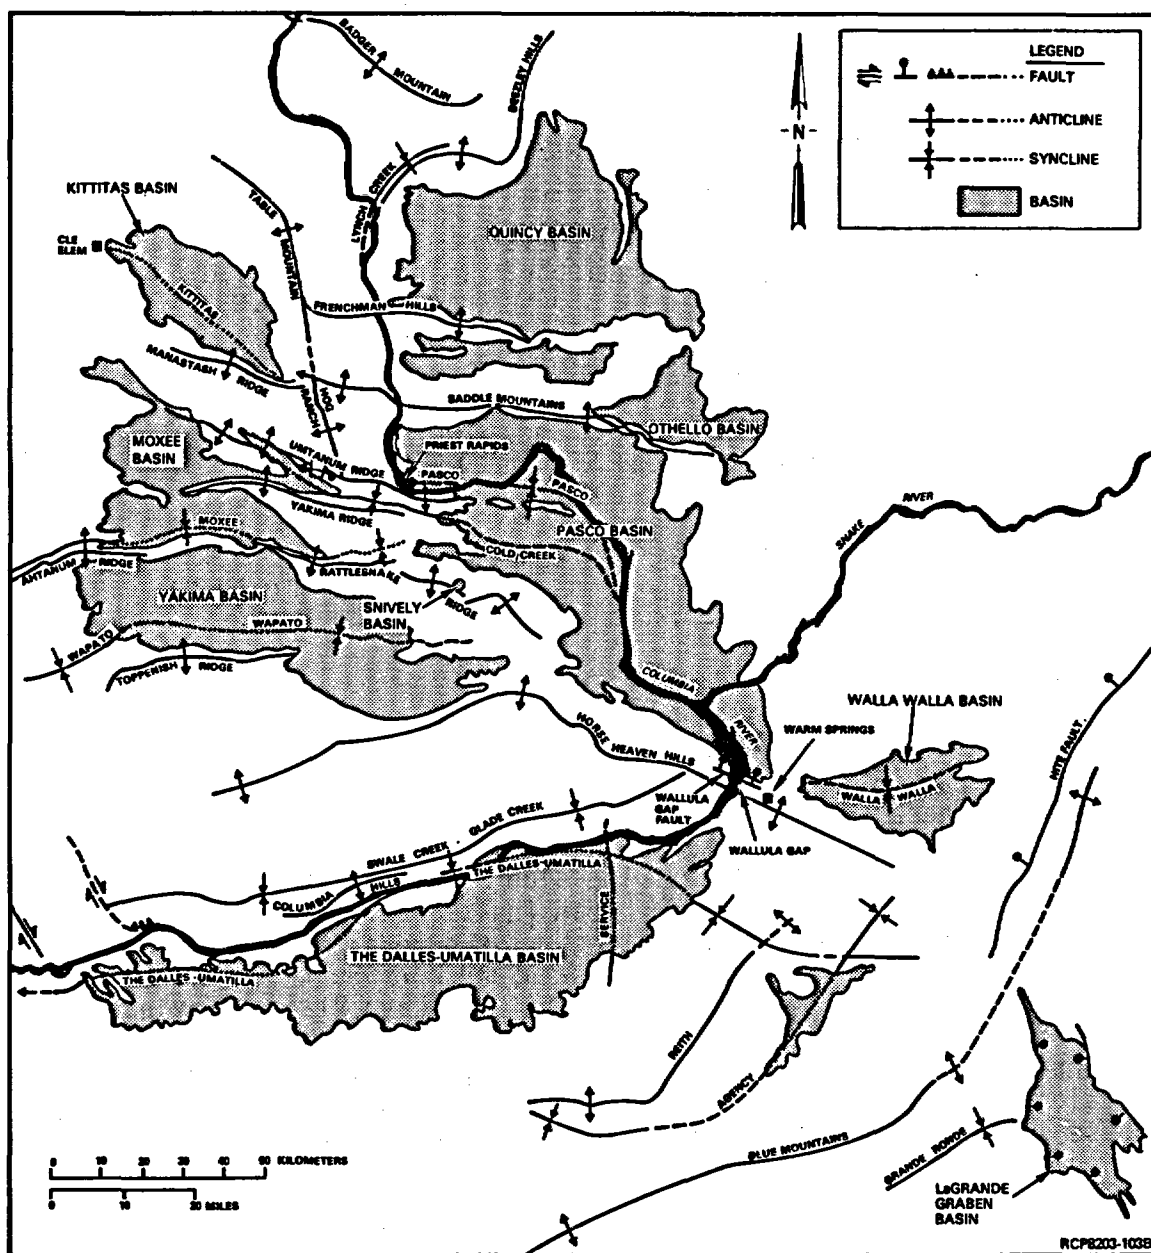 BADGER
MOUNTAIN
BEEZLEY HILLS
LEGEND
FAULT
ANTICLINE
SYNCLINE
BASIN
N
KITTITAS BASIN
CLE
ELEM
KITTITAS
TABLE
MOUNTAIN
LYNCH CREEK
QUINCY BASIN
FRENCHMAN HILLS
MANASTASH
RIDGE
HOG
RANCH
SADDLE MOUNTAINS
OTHELLO BASIN
MOXEE
BASIN
UMTANUM RIDGE
PRIEST RAPIDS
PASCO
PASCO
YAKIMA RIDGE
PASCO BASIN
MOXEE
COLD CREEK
SNAKE
RIVER
AHTANUM
RIDGE
RATTLESNAKE
RIDGE
YAKIMA BASIN
SNIVELY
BASIN
WAPATO
WAPATO
TOPPENISH
RIDGE
COLUMBIA
RIVER
HORSE
HEAVEN HILLS
WALLA WALLA BASIN
WARM SPRINGS
WALLA
WALLA
HITE FAULT
WALLULA
GAP
FAULT
WALLULA GAP
GLADE CREEK
SWALE CREEK
COLUMBIA
HILLS
THE DALLES-UMATILLA
SERVICE
THE DALLES-UMATILLA BASIN
THE DALLES-UMATILLA
REITH
AGENCY
BLUE MOUNTAINS
GRANDE RONDE
LaGRANDE
GRABEN
BASIN
0 10 20 30 40 50 KILOMETERS
0 10 20 MILES
RCP8203-103B